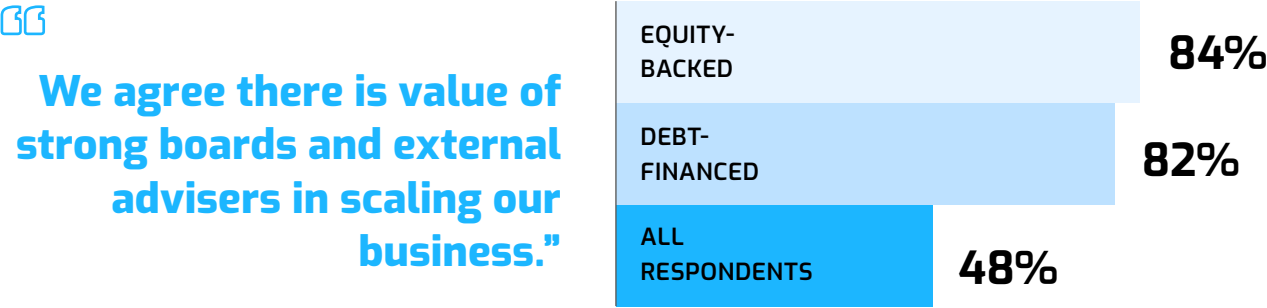 “
We agree there is value of
strong boards and external
advisers in scaling our
business.”
EQUITY-
BACKED
84%
DEBT-
FINANCED
82%
ALL
RESPONDENTS
48%